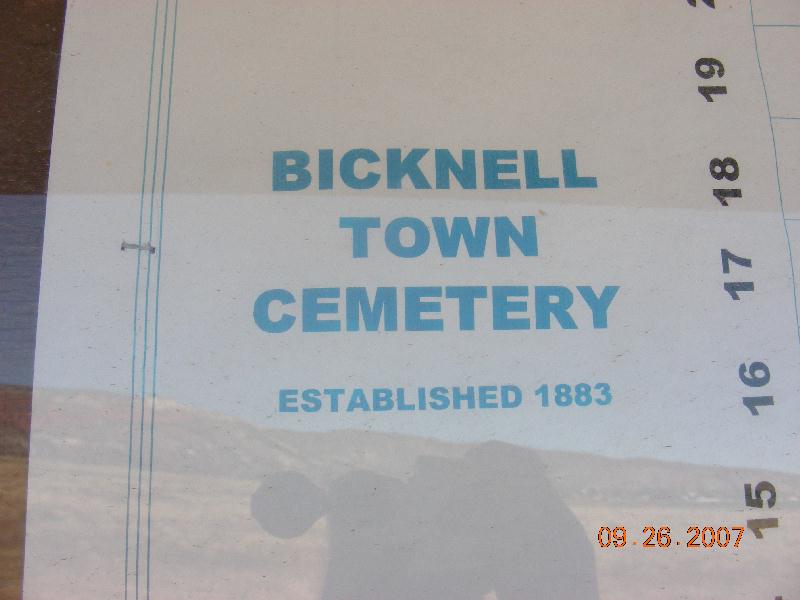 BICKNELL
TOWN
CEMETERY
ESTABLISHED 1883
19
18
17
16
15
09.26.2007